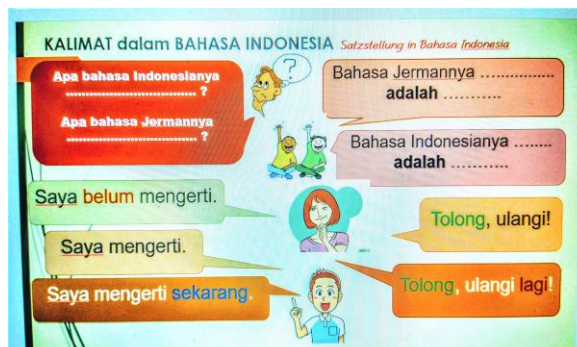 KALIMAT dalam BAHASA INDONESIA Satzstellung in Bahasa Indonesia
Apa bahasa Indonesianya
.................................. ?
Apa bahasa Jermannya
.................................. ?
?
Bahasa Jermannya ................
adalah ...........
Bahasa Indonesianya ........
adalah ...........
Saya belum mengerti.
Saya mengerti.
Saya mengerti sekarang.
Tolong, ulangi!
Tolong, ulangi lagi!